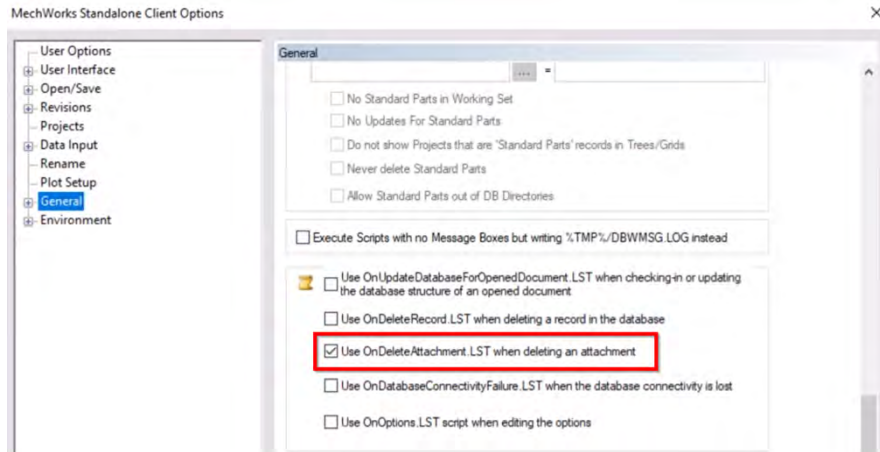 MechWorks Standalone Client Options
User Options
User Interface
Open/Save
Revisions
Projects
Data Input
Rename
Plot Setup
General
Environment
General
... =
No Standard Parts in Working Set
No Updates For Standard Parts
Do not show Projects that are 'Standard Parts' records in Trees/Grids
Never delete Standard Parts
Allow Standard Parts out of DB Directories
Execute Scripts with no Message Boxes but writing %TMP%/DBWMSG.LOG instead
Use OnUpdateDatabaseForOpenedDocument.LST when checking-in or updating
the database structure of an opened document
Use OnDeleteRecord.LST when deleting a record in the database
Use OnDeleteAttachment.LST when deleting an attachment
Use OnDatabaseConnectivityFailure.LST when the database connectivity is lost
Use OnOptions.LST script when editing the options